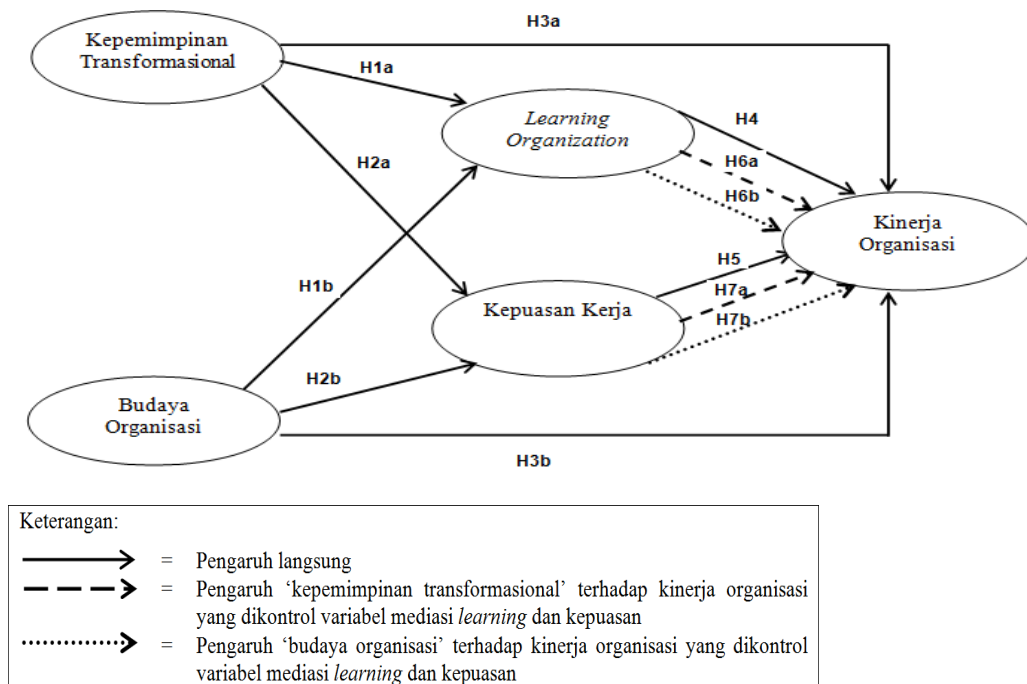 H3a
Kepemimpinan
Transformasional
H1a
Learning
Organization
H4
H2a
H6a
H6b
Kinerja
Organisasi
H5
H1b
H7a
Kepuasan Kerja
H7b
H2b
Budaya
Organisasi
H3b
Keterangan:
= Pengaruh langsung
= Pengaruh ‘kepemimpinan transformasional’ terhadap kinerja organisasi
yang dikontrol variabel mediasi learning dan kepuasan
= Pengaruh ‘budaya organisasi’ terhadap kinerja organisasi yang dikontrol
variabel mediasi learning dan kepuasan